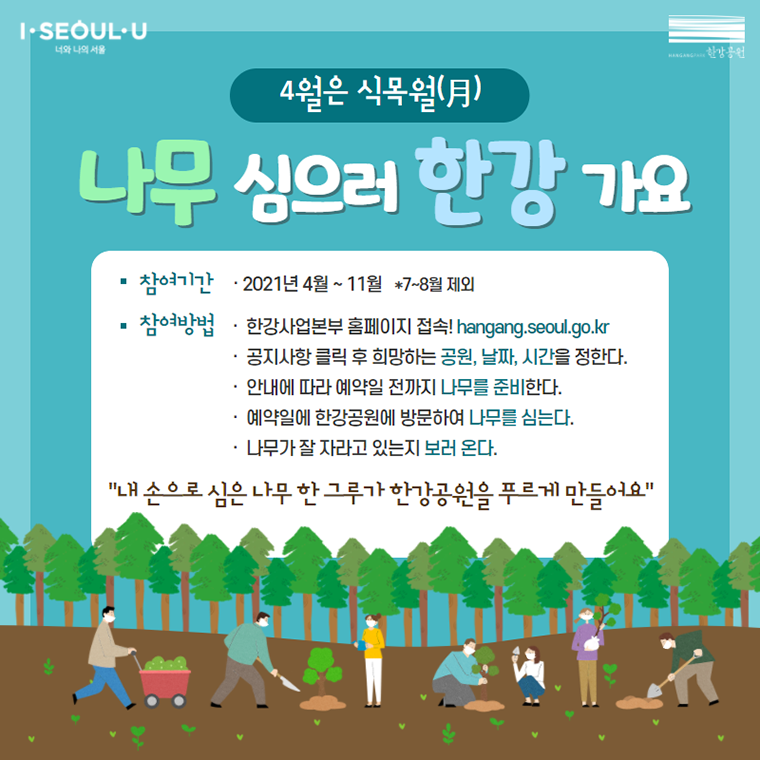 I·SEOUL·U
너와 나의 서울
HANGANG PARK 한강공원
4월은 식목월(月)
나무 심으러 한강 가요
참여기간 · 2021년 4월 ~ 11월 *7~8월 제외
참여방법 · 한강사업본부 홈페이지 접속! hangang.seoul.go.kr
· 공지사항 클릭 후 희망하는 공원, 날짜, 시간을 정한다.
· 안내에 따라 예약일 전까지 나무를 준비한다.
· 예약일에 한강공원에 방문하여 나무를 심는다.
· 나무가 잘 자라고 있는지 보러 온다.
"내 손으로 심은 나무 한 그루가 한강공원을 푸르게 만들어요"